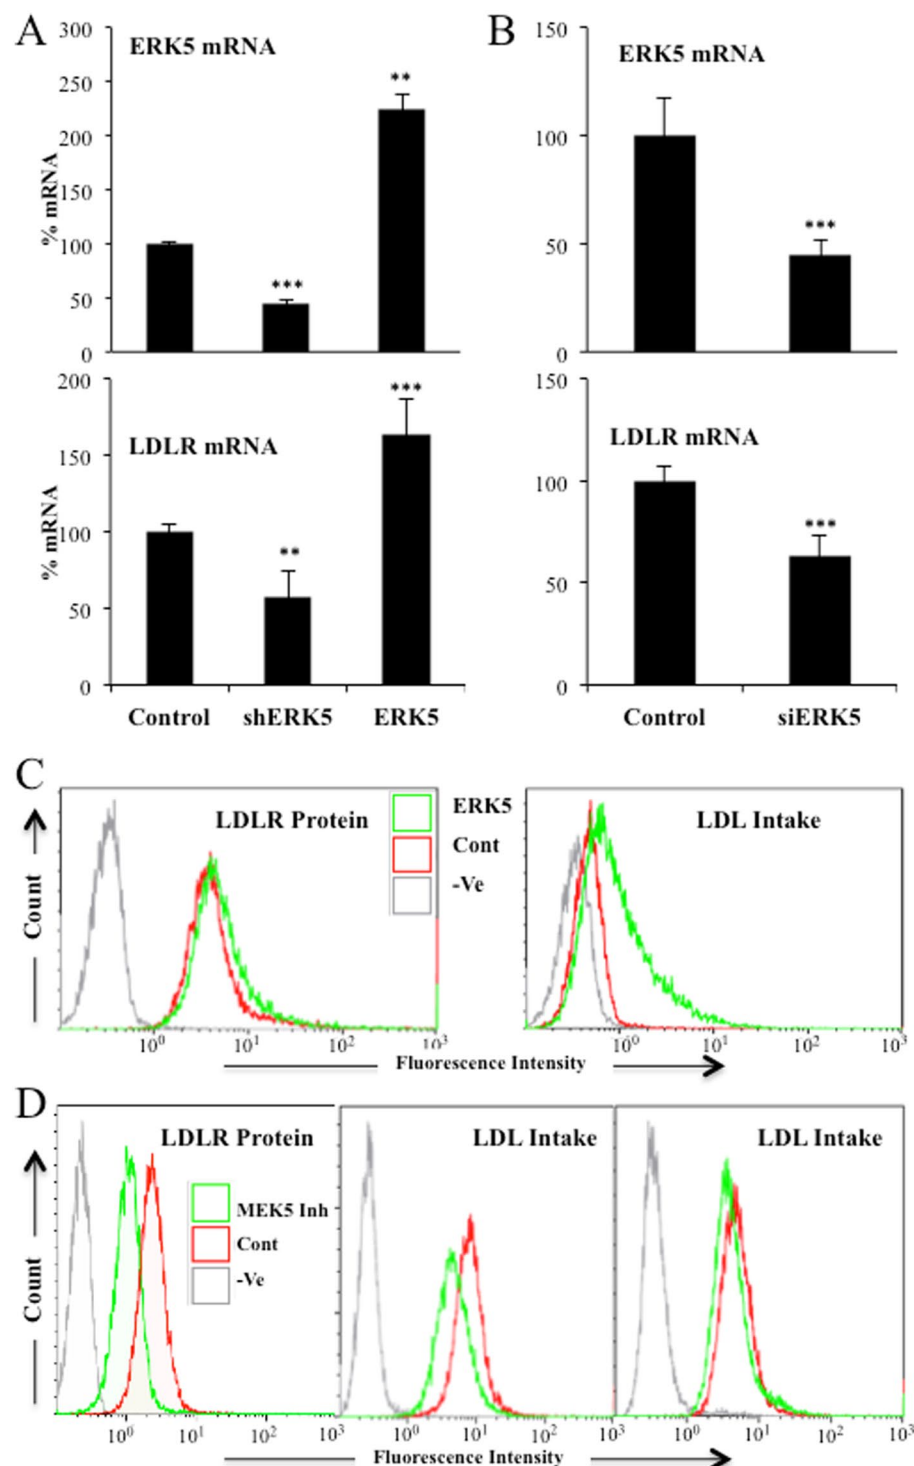 A
B
300
250
200
150
100
50
0
% mRNA
ERK5 mRNA
**
***
150
100
50
0
ERK5 mRNA
***
200
150
100
50
0
% mRNA
LDLR mRNA
***
**
Control shERK5 ERK5
150
100
50
0
LDLR mRNA
***
Control siERK5
C
Count
LDLR Protein
ERK5
Cont
-Ve
LDL Intake
10⁰ 10¹ 10² 10³
10⁰ 10¹ 10² 10³
Fluorescence Intensity
D
Count
LDLR Protein
MEK5 Inh
Cont
-Ve
LDL Intake
LDL Intake
10⁰ 10¹ 10² 10³
10⁰ 10¹ 10² 10³
10⁰ 10¹ 10² 10³
Fluorescence Intensity